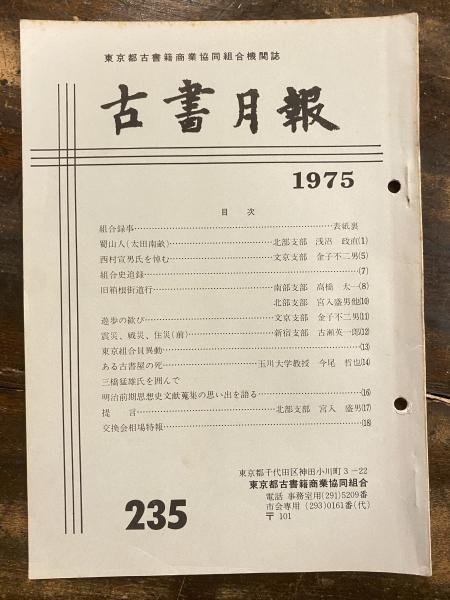 東京都古書籍商業協同組合機関誌
古書月報
1975
目 次
組合録事……表紙裏
蜀山人(太田南畝)……北部支部 浅沼 政直(1)
西村宣男氏を悼む……文京支部 金子不二男(5)
組合史追録……(7)
旧箱根街道行……南部支部 高橋 太一(8)
北部支部 宮入盛男他(10)
遊歩の歓び……文京支部 金子不二男(11)
震災、戦災、住災(前)……新宿支部 古瀬英一郎(12)
東京組合員異動……(13)
ある古書屋の死……玉川大学教授 今尾 哲也(14)
三橋猛雄氏を囲んで
明治前期思想史文献蒐集の思い出を語る……(16)
提 言……北部支部 宮入 盛男(17)
交換会相場特報……(18)
東京都千代田区神田小川町3-22
東京都古書籍商業協同組合
電話 事務室用(291)5209番
市会専用(293)0161番(代)
〒101
235